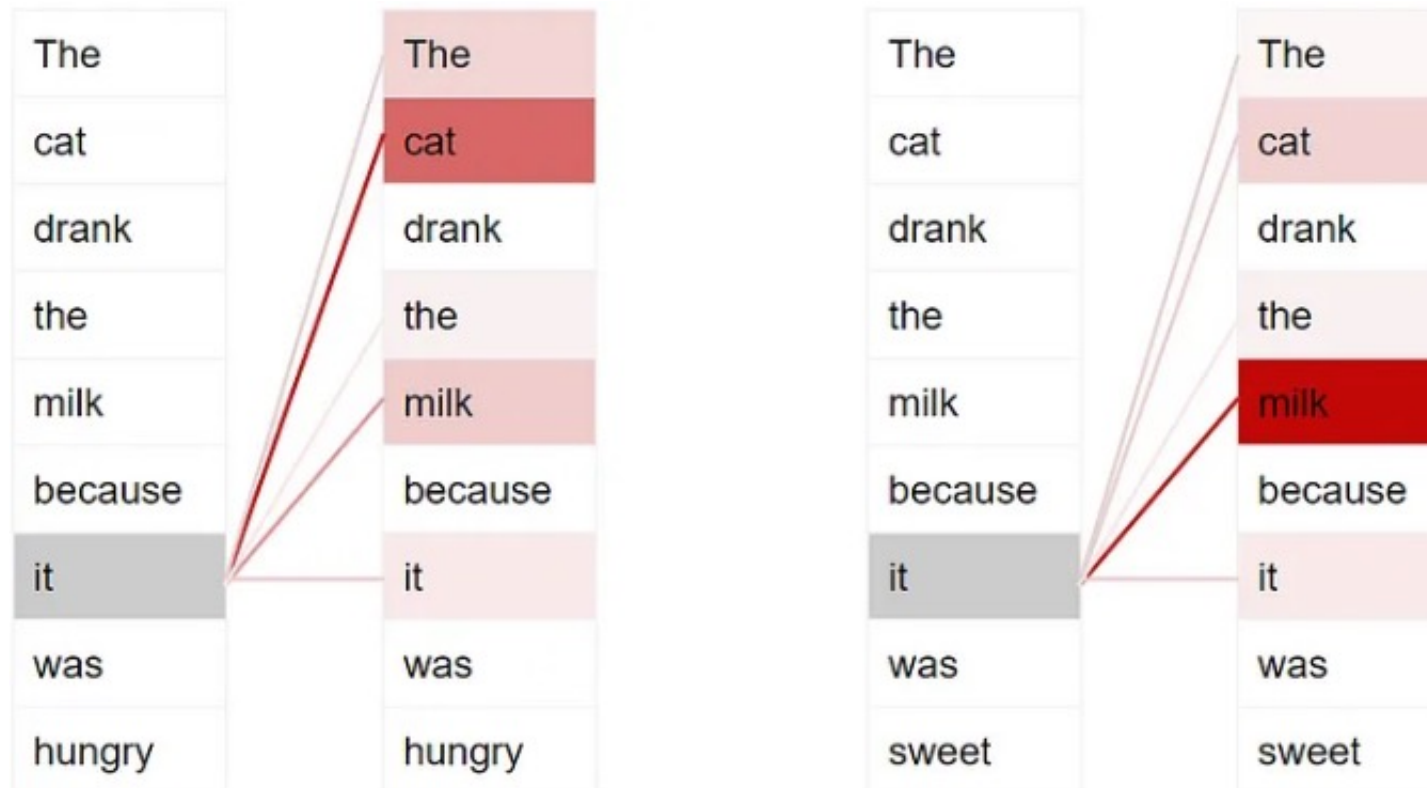 The The The The
cat cat cat cat
drank drank drank drank
the the the the
milk milk milk milk
because because because because
it it it it
was was was was
hungry hungry sweet sweet